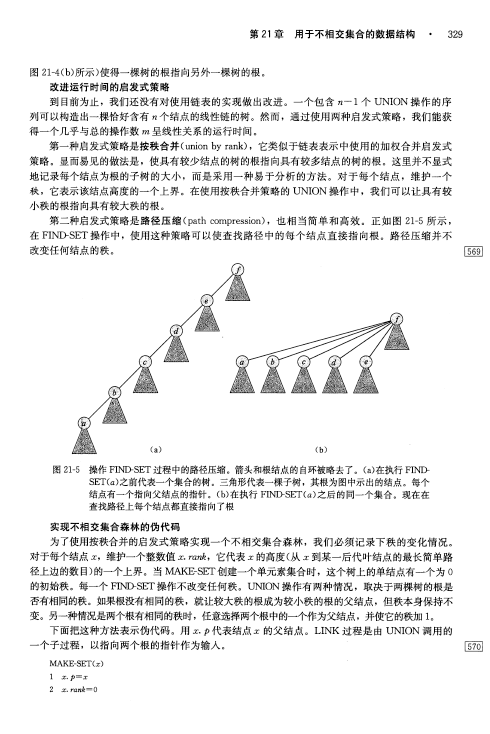 第 21 章 用于不相交集合的数据结构 · 329
图 21-4(b)所示)使得一棵树的根指向另外一棵树的根。
改进运行时间的启发式策略
到目前为止，我们还没有对使用链表的实现做出改进。一个包含 n−1 个 UNION 操作的序
列可以构造出一棵恰好含有 n 个结点的线性链的树。然而，通过使用两种启发式策略，我们能获
得一个几乎与总的操作数 m 呈线性关系的运行时间。
第一种启发式策略是按秩合并(union by rank)，它类似于链表表示中使用的加权合并启发式
策略。显而易见的做法是，使具有较少结点的树的根指向具有较多结点的树的根。这里并不显式
地记录每个结点为根的子树的大小，而是采用一种易于分析的方法。对于每个结点，维护一个
秩，它表示该结点高度的一个上界。在使用按秩合并策略的 UNION 操作中，我们可以让具有较
小秩的根指向具有较大秩的根。
第二种启发式策略是路径压缩(path compression)，也相当简单和高效。正如图 21-5 所示，
在 FIND-SET 操作中，使用这种策略可以使查找路径中的每个结点直接指向根。路径压缩并不
改变任何结点的秩。
569
f
e
d
c
b
a
f
a b c d e
(a) (b)
图 21-5 操作 FIND-SET 过程中的路径压缩。箭头和根结点的自环被略去了。(a)在执行 FIND-
SET(a)之前代表一个集合的树。三角形代表一棵子树，其根为图中示出的结点。每个
结点有一个指向父结点的指针。(b)在执行 FIND-SET(a)之后的同一个集合。现在在
查找路径上每个结点都直接指向了根
实现不相交集合森林的伪代码
为了使用按秩合并的启发式策略实现一个不相交集合森林，我们必须记录下秩的变化情况。
对于每个结点 x，维护一个整数值 x.rank，它代表 x 的高度(从 x 到某一后代叶结点的最长简单路
径上边的数目)的一个上界。当 MAKE-SET 创建一个单元素集合时，这个树上的单结点有一个为 0
的初始秩。每一个 FIND-SET 操作不改变任何秩。UNION 操作有两种情况，取决于两棵树的根是
否有相同的秩。如果根没有相同的秩，就让较大秩的根成为较小秩的根的父结点，但秩本身保持不
变。另一种情况是两个根有相同的秩时，任意选择两个根中的一个作为父结点，并使它的秩加 1。
下面把这种方法表示伪代码。用 x.p 代表结点 x 的父结点。LINK 过程是由 UNION 调用的
一个子过程，以指向两个根的指针作为输入。
570
MAKE-SET(x)
1 x.p=x
2 x.rank=0